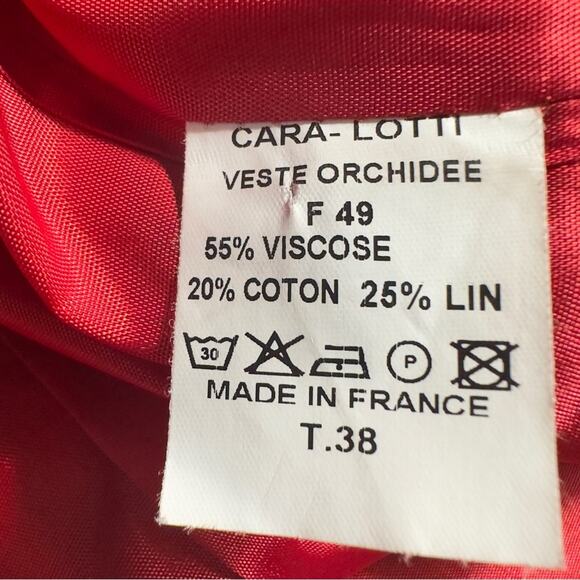 CARA- LOTTI
VESTE ORCHIDEE
F 49
55% VISCOSE
20% COTON 25% LIN
30 P
MADE IN FRANCE
T.38